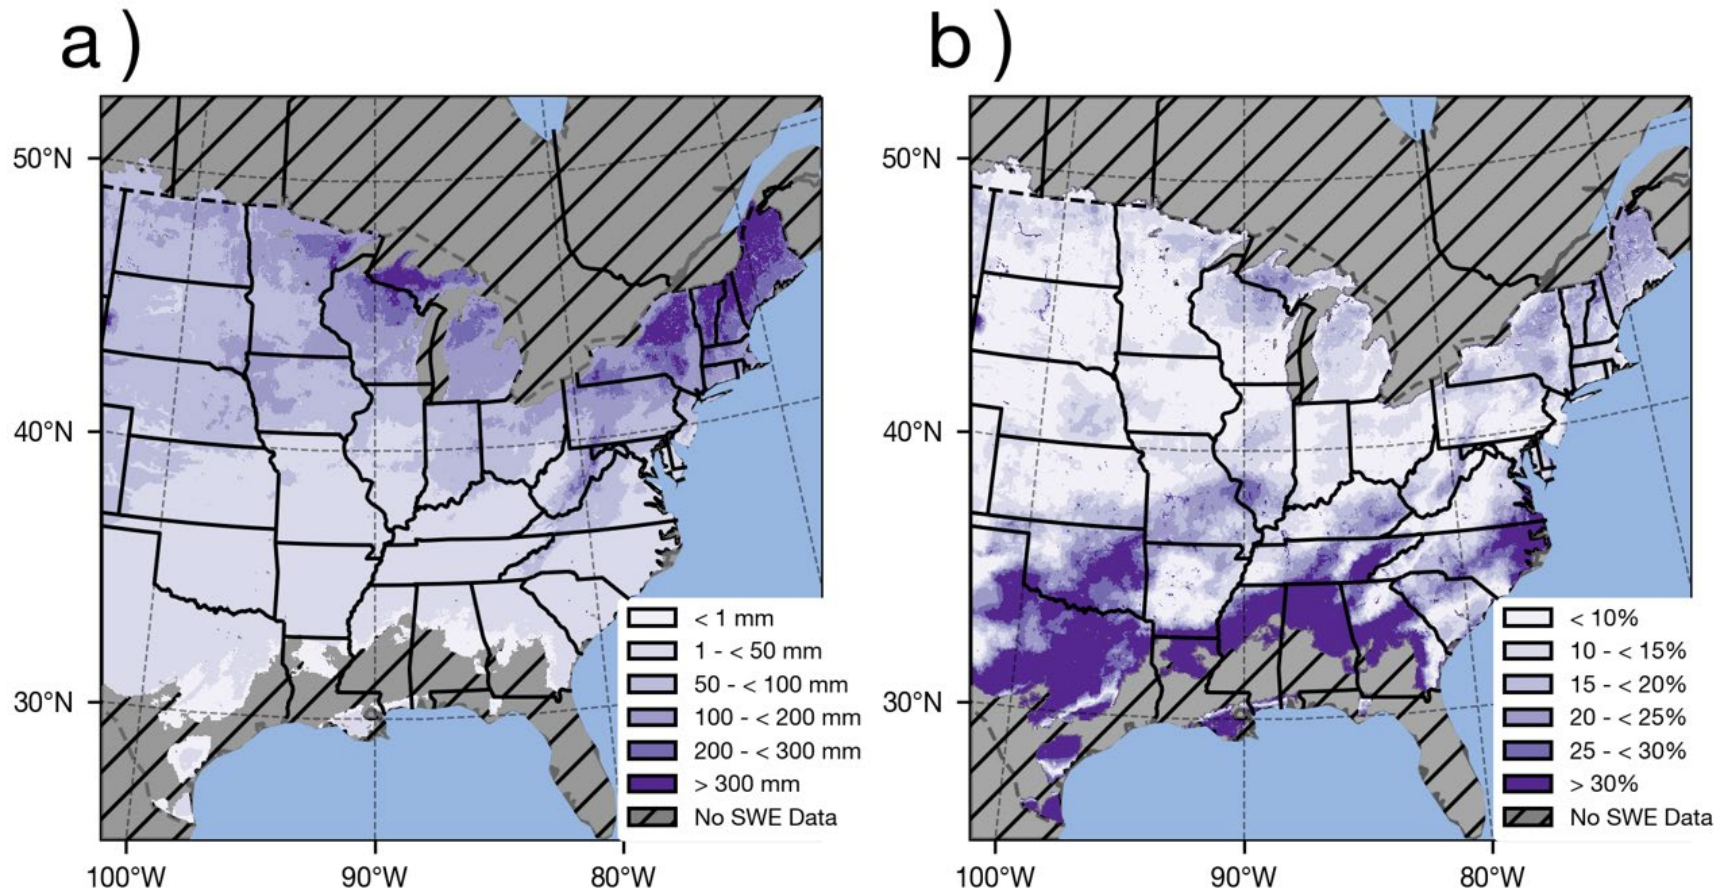 a )
b )
50°N
40°N
30°N
100°W
90°W
80°W
< 1 mm
1 - < 50 mm
50 - < 100 mm
100 - < 200 mm
200 - < 300 mm
> 300 mm
No SWE Data
50°N
40°N
30°N
100°W
90°W
80°W
< 10%
10 - < 15%
15 - < 20%
20 - < 25%
25 - < 30%
> 30%
No SWE Data